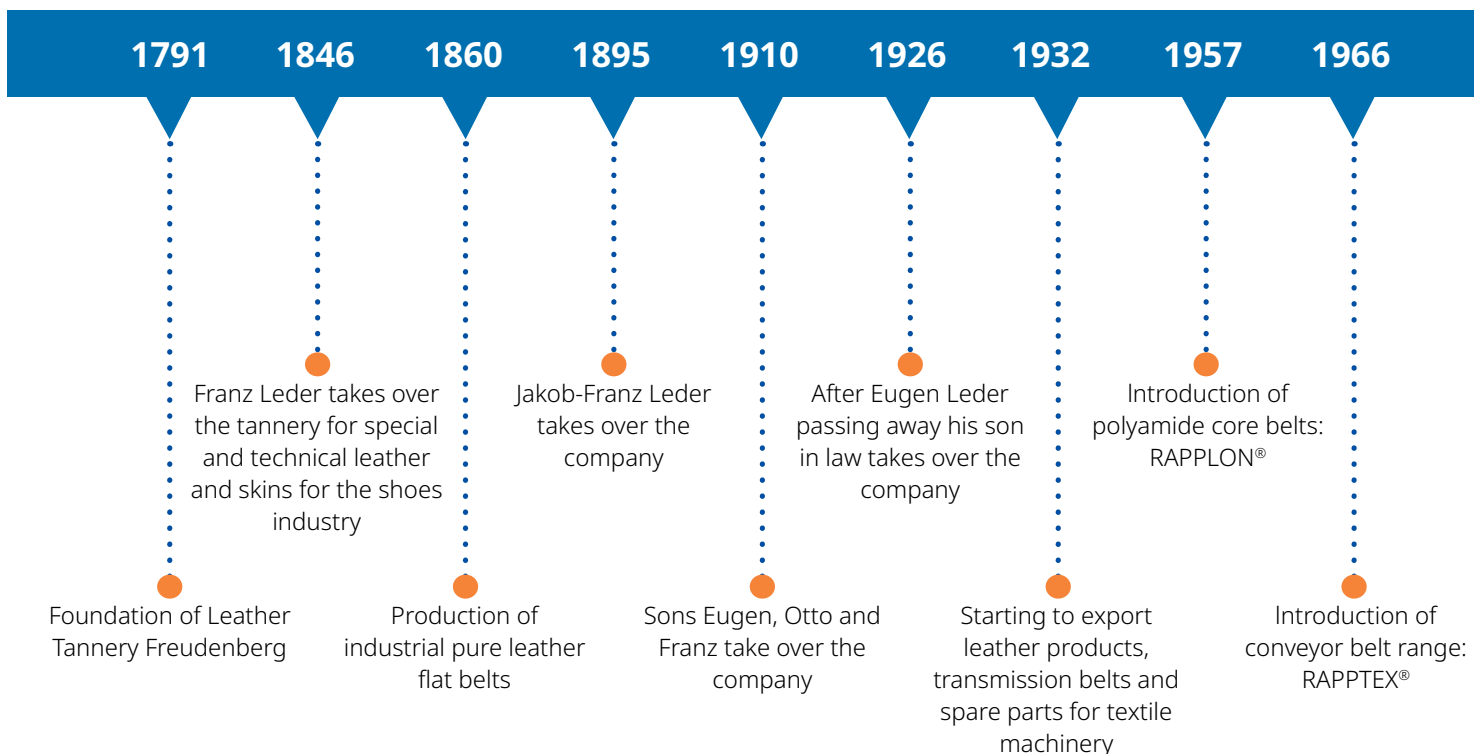 1791 1846 1860 1895 1910 1926 1932 1957 1966
Franz Leder takes over
the tannery for special
and technical leather
and skins for the shoes
industry
Jakob-Franz Leder
takes over the
company
After Eugen Leder
passing away his son
in law takes over the
company
Introduction of
polyamide core belts:
RAPPLON®
Foundation of Leather
Tannery Freudenberg
Production of
industrial pure leather
flat belts
Sons Eugen, Otto and
Franz take over the
company
Starting to export
leather products,
transmission belts and
spare parts for textile
machinery
Introduction of
conveyor belt range:
RAPPTEX®